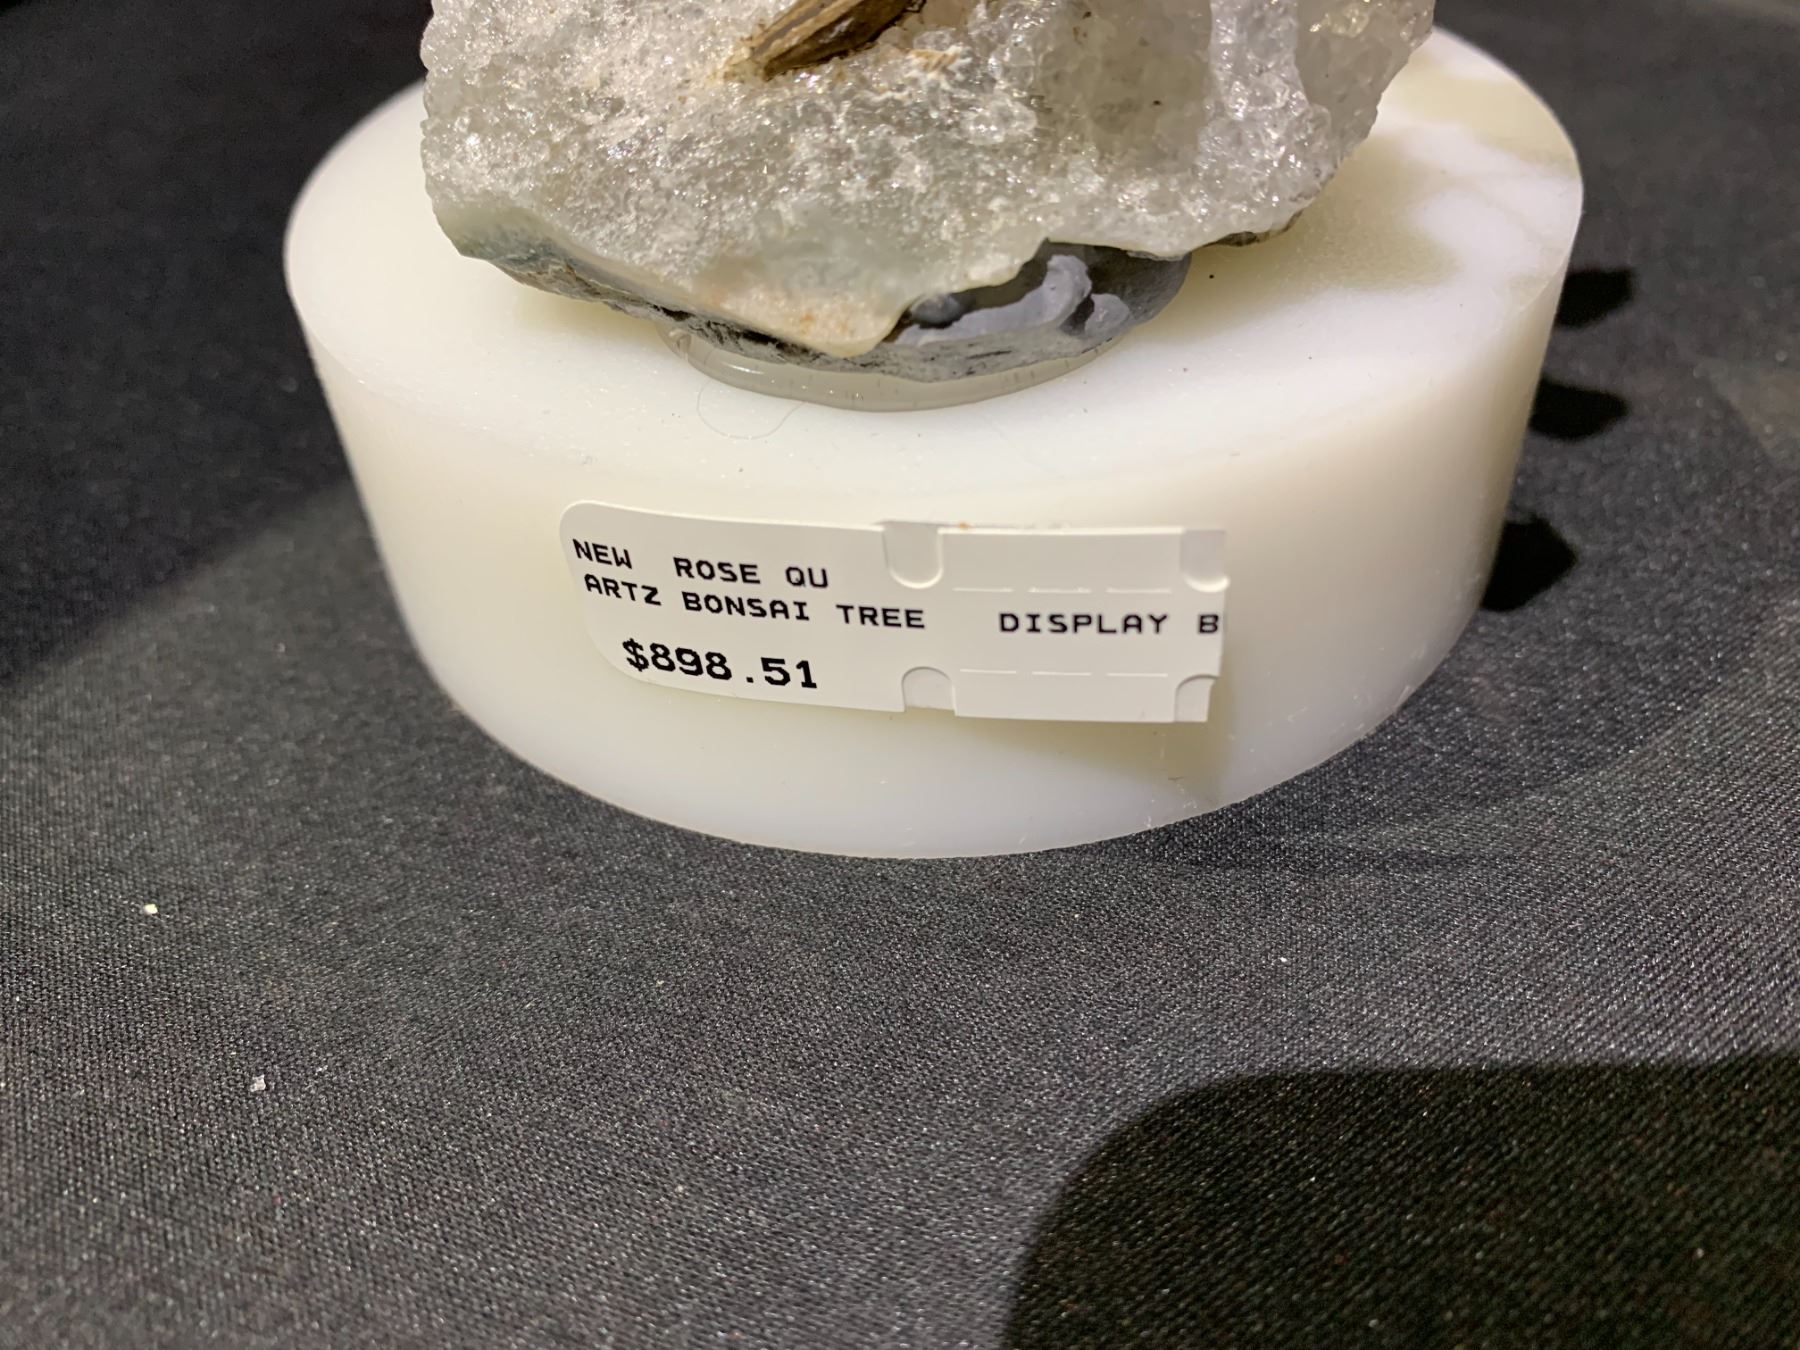 NEW ROSE QU
ARTZ BONSAI TREE DISPLAY B
$898.51